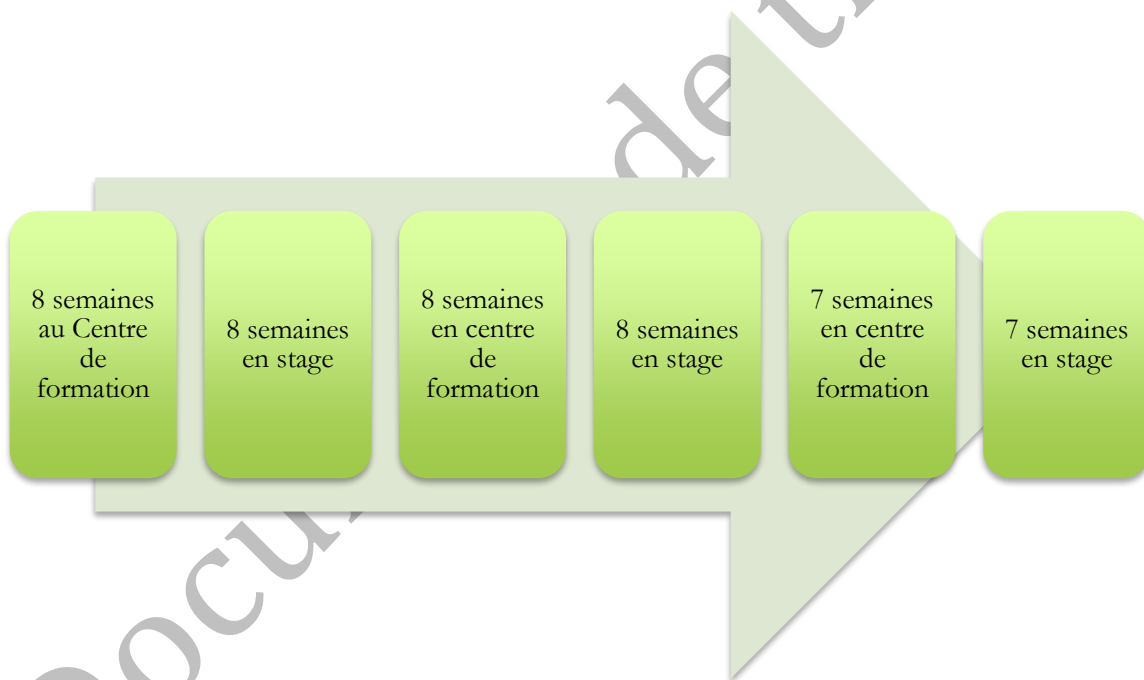 8 semaines
au Centre
de
formation
8 semaines
en stage
8 semaines
en centre
de
formation
8 semaines
en stage
7 semaines
en centre
de
formation
7 semaines
en stage